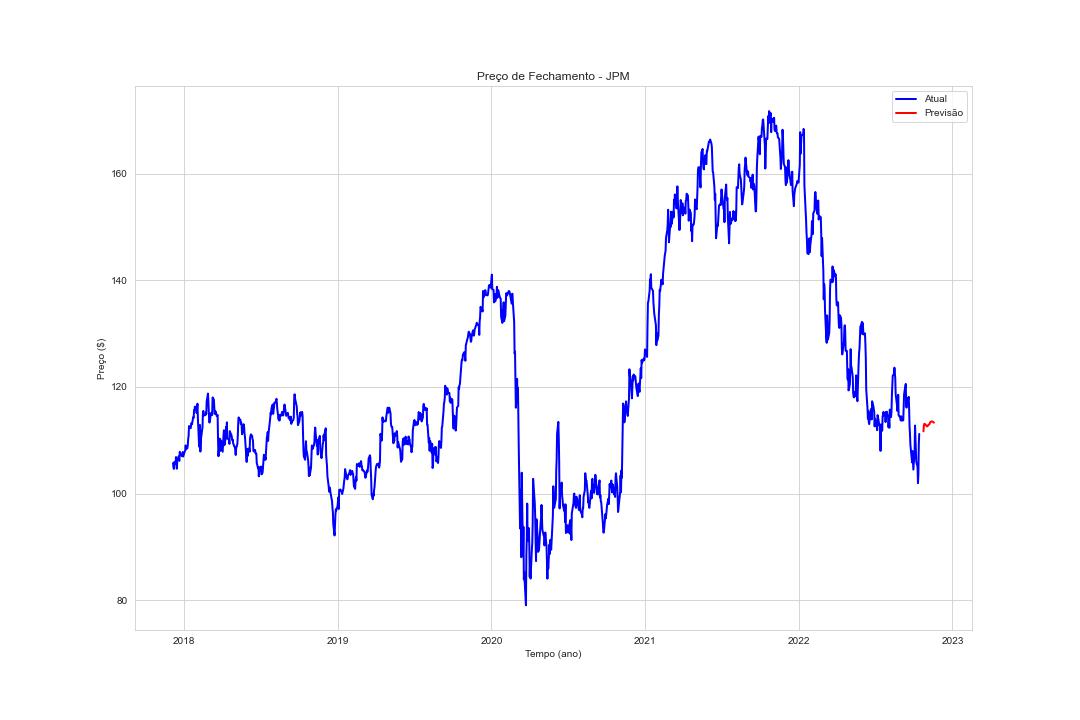 Preço de Fechamento - JPM
Atual
Previsão
160
140
120
100
80
Preço ($)
2018
2019
2020
2021
2022
2023
Tempo (ano)